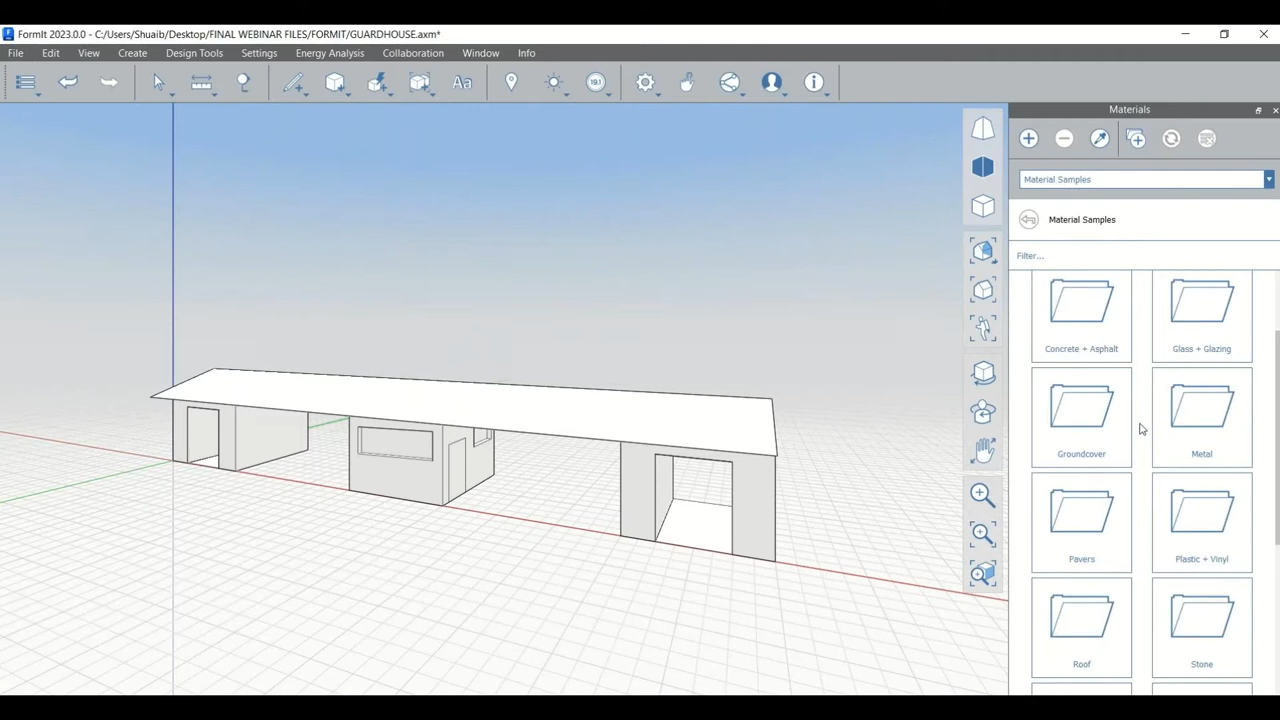 FormIt 2023.0.0 - C:/Users/Shuaib/Desktop/FINAL WEBINAR FILES/FORMIT/GUARDHOUSE.axm*
File Edit View Create Design Tools Settings Energy Analysis Collaboration Window Info
Aa 19.1
Materials
Material Samples
Material Samples
Filter...
Concrete + Asphalt Glass + Glazing
Groundcover Metal
Pavers Plastic + Vinyl
Roof Stone